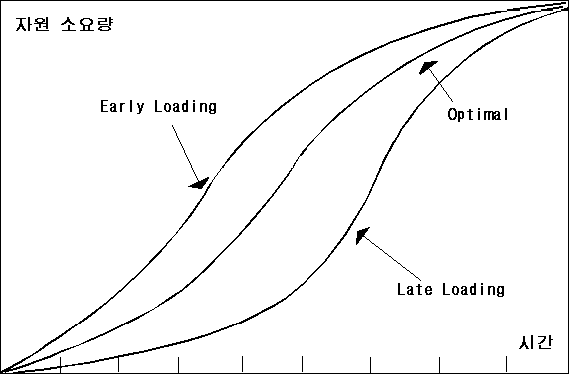 자원 소요량
Early Loading
Optimal
Late Loading
시간